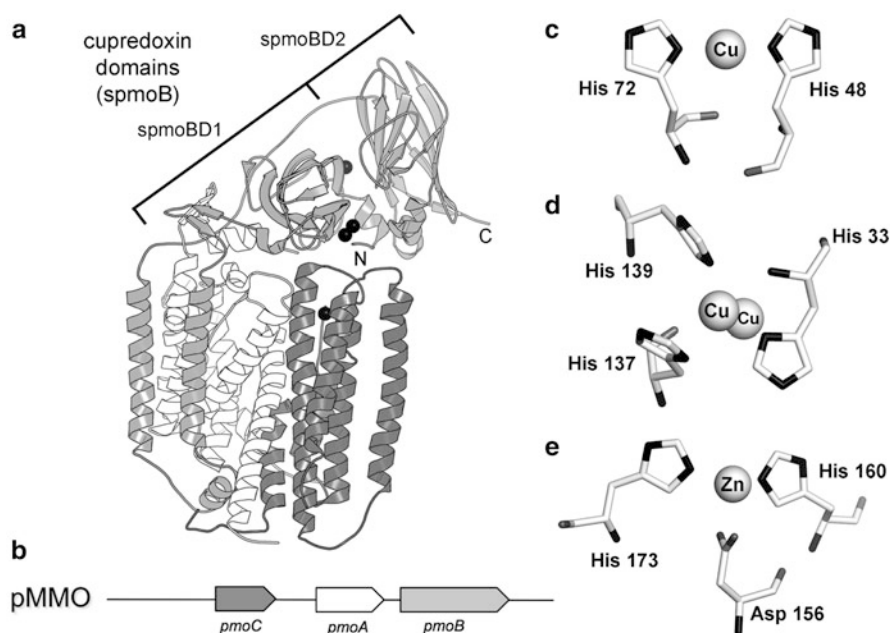 a
cupredoxin
domains
(spmoB)
spmoBD2
spmoBD1
N
C
b
pMMO
pmoC
pmoA
pmoB
c
Cu
His 72
His 48
d
His 33
His 139
Cu
Cu
His 137
e
Zn
His 160
His 173
Asp 156